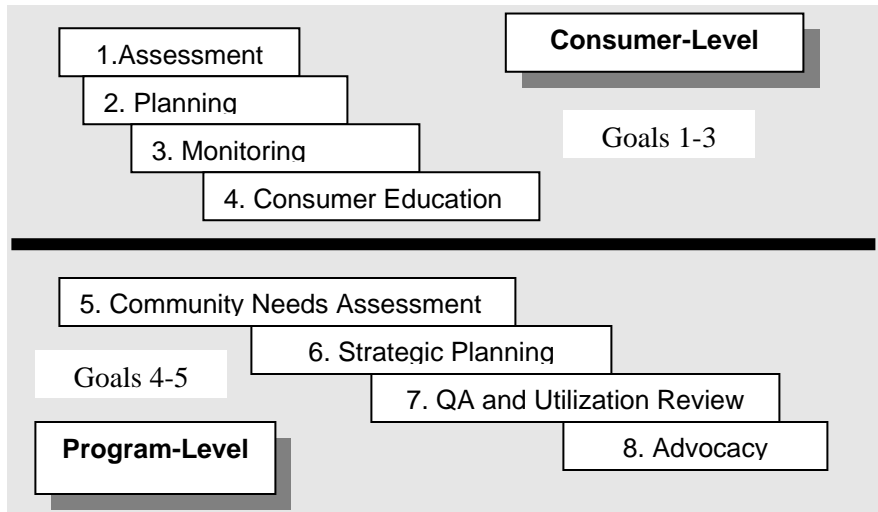 1.Assessment
Consumer-Level
2. Planning
3. Monitoring
Goals 1-3
4. Consumer Education
5. Community Needs Assessment
6. Strategic Planning
Goals 4-5
7. QA and Utilization Review
Program-Level
8. Advocacy